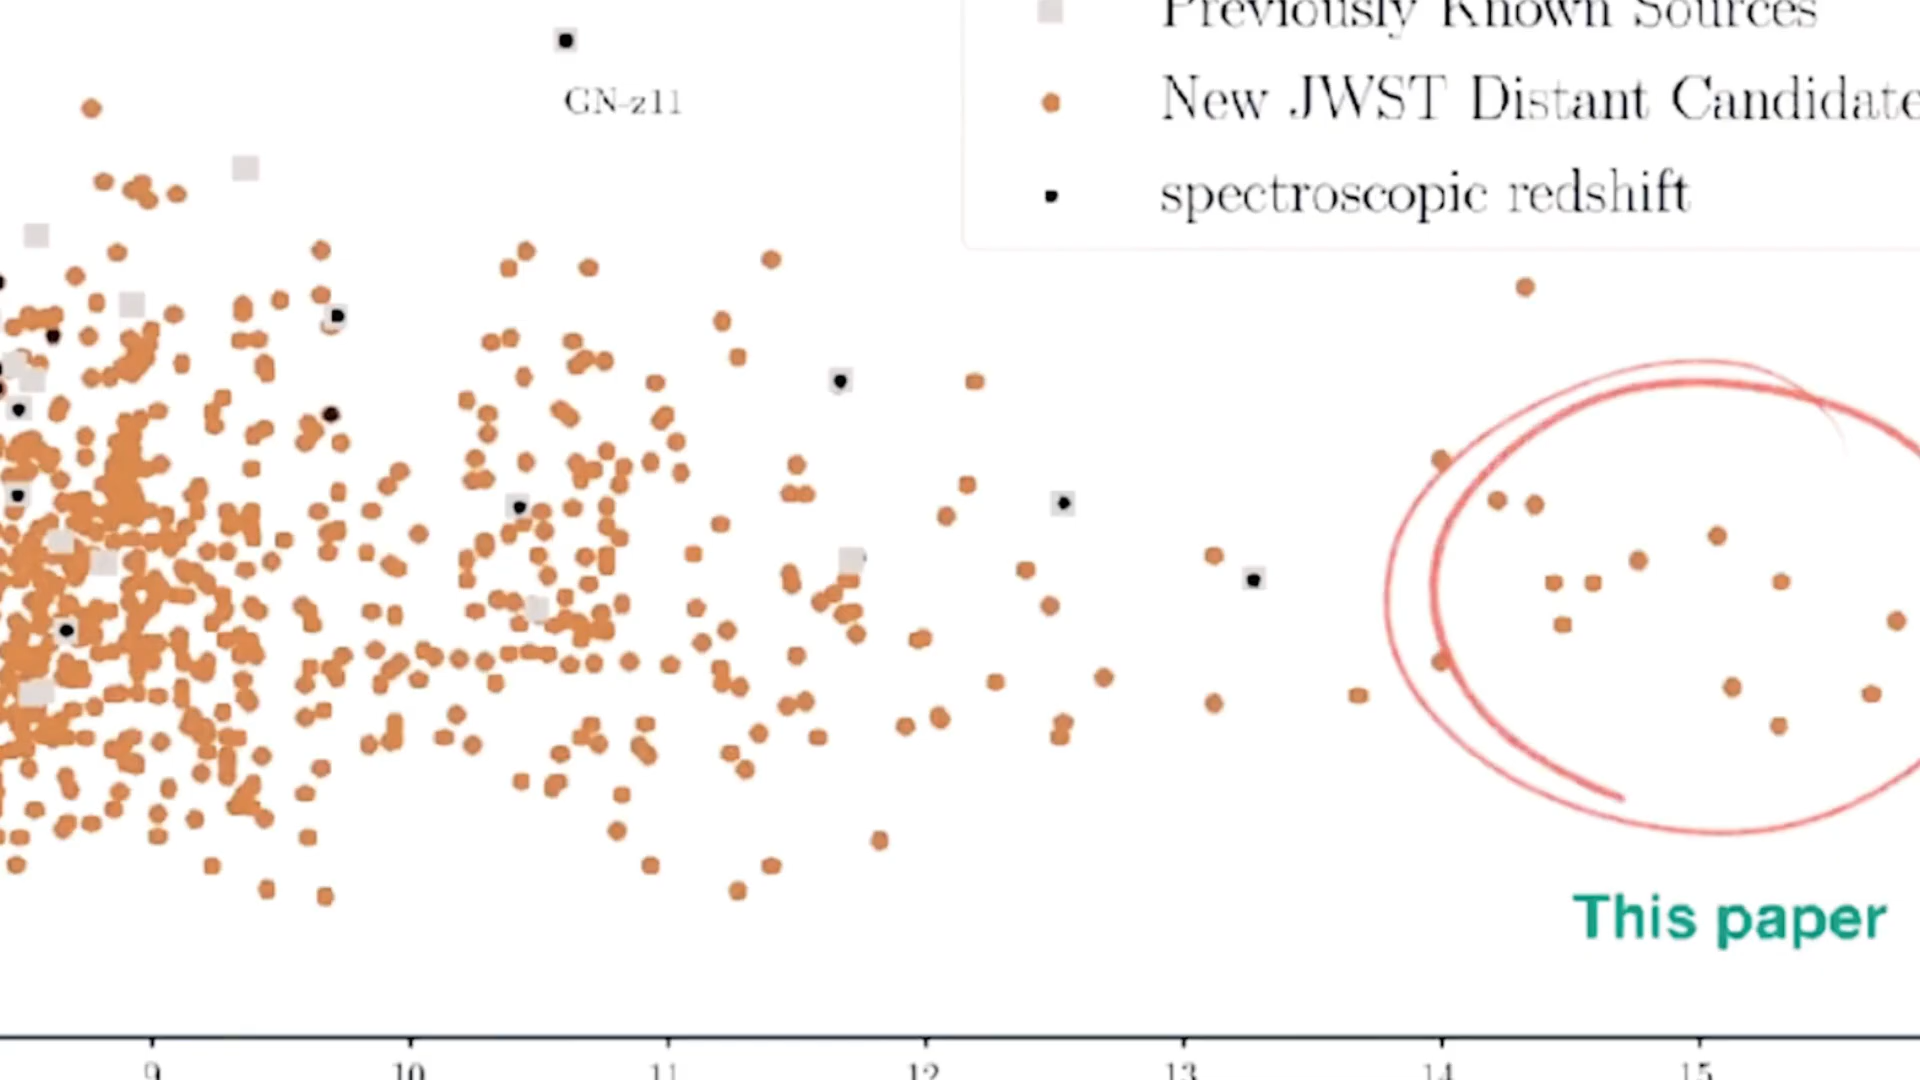 Previously Known Sources
New JWST Distant Candidate
spectroscopic redshift
GN-z11
This paper
9 10 11 12 13 14 15